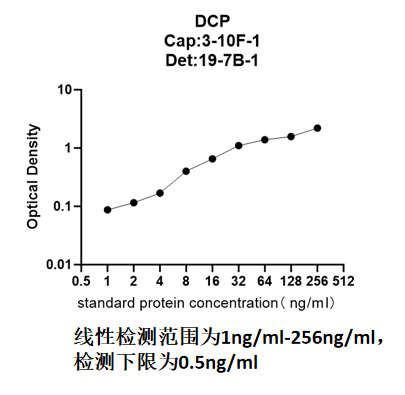 DCP
Cap:3-10F-1
Det:19-7B-1
Optical Density
10
1
0.1
0.01
0.5 1 2 4 8 16 32 64 128 256 512
standard protein concentration( ng/ml)
线性检测范围为1ng/ml-256ng/ml，
检测下限为0.5ng/ml